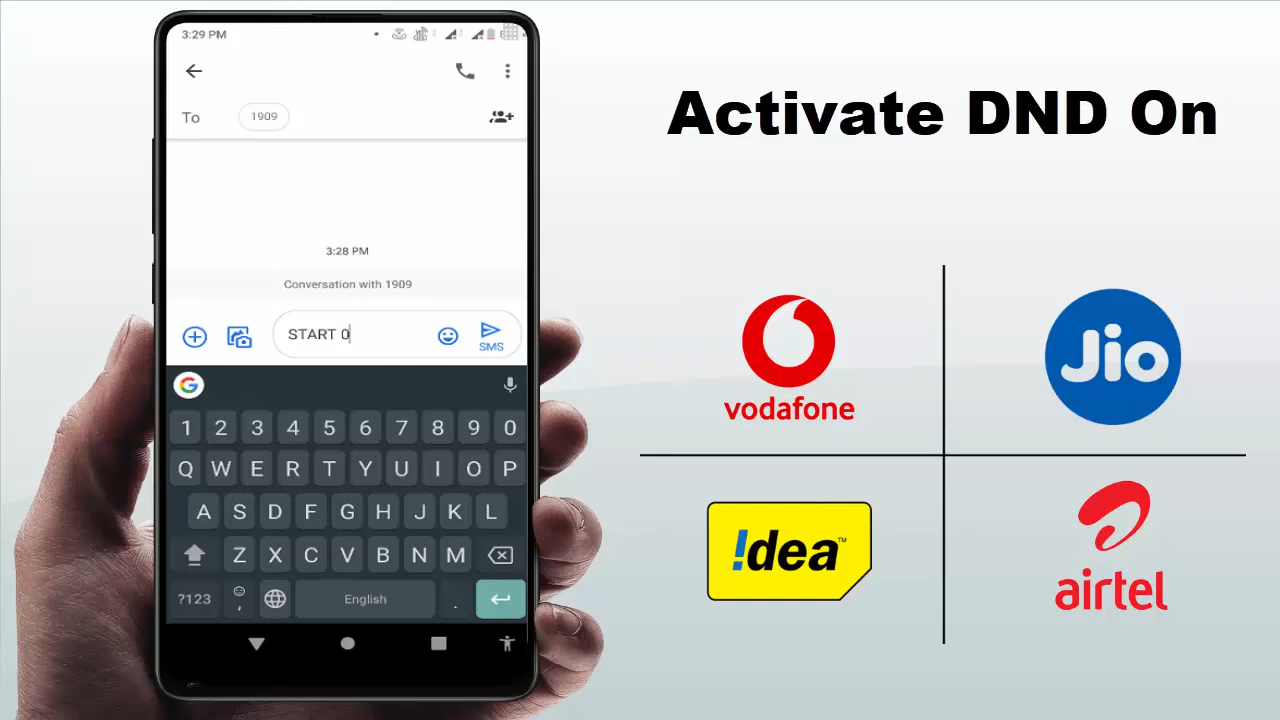 3:29 PM
To
1909
3:28 PM
Conversation with 1909
START 0
SMS
1 2 3 4 5 6 7 8 9 0
Q W E R T Y U I O P
A S D F G H J K L
Z X C V B N M
?123
,
English
.
Activate DND On
vodafone
Jio
!dea™
airtel